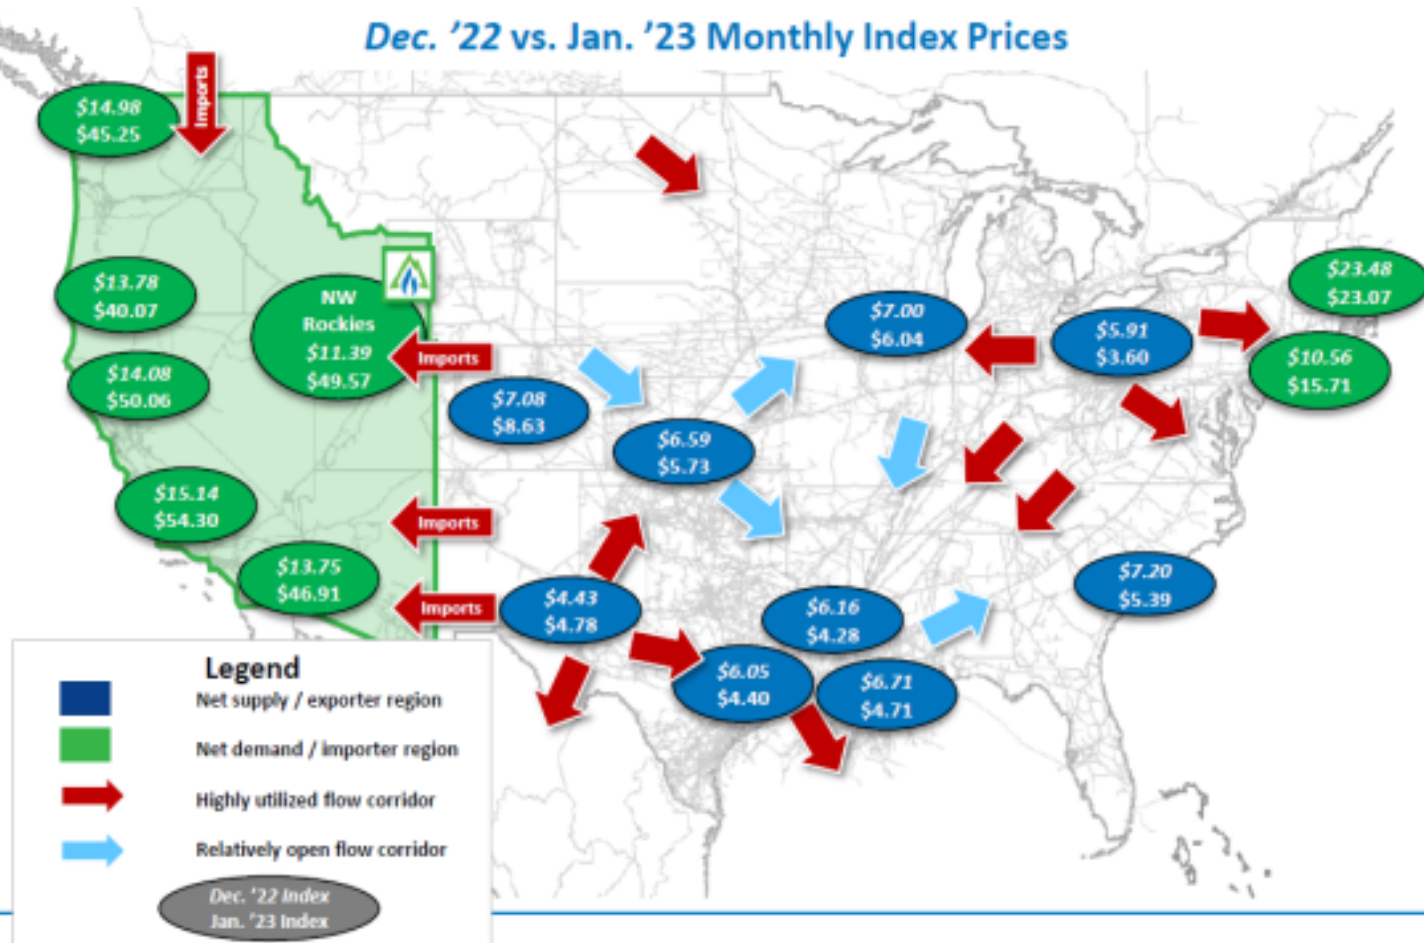 Dec. '22 vs. Jan. '23 Monthly Index Prices
Imports
$14.98
$45.25
$13.78
$40.07
NW
Rockies
$11.39
$49.57
Imports
$14.08
$50.06
$15.14
$54.30
$13.75
$46.91
Imports
Imports
$7.08
$8.63
$6.59
$5.73
$7.00
$6.04
$5.91
$3.60
$23.48
$23.07
$10.56
$15.71
$4.43
$4.78
$6.16
$4.28
$6.05
$4.40
$6.71
$4.71
$7.20
$5.39
Legend
Net supply / exporter region
Net demand / importer region
Highly utilized flow corridor
Relatively open flow corridor
Dec. '22 Index
Jan. '23 Index